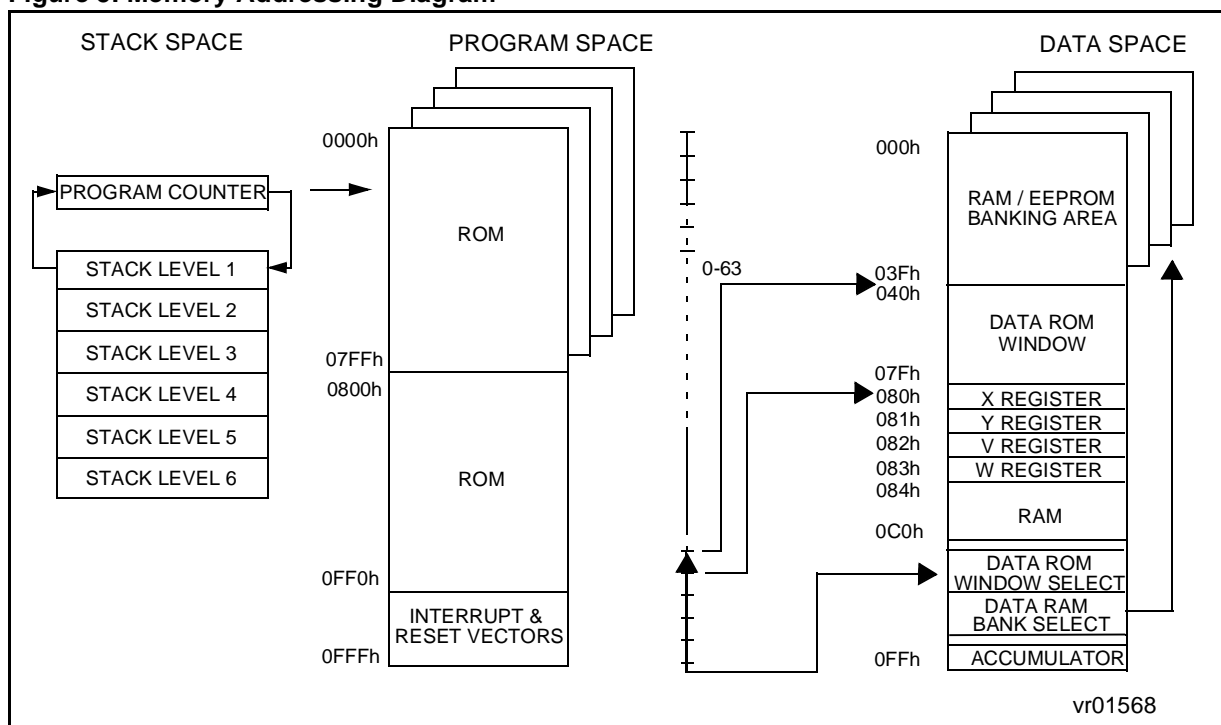 Figure Memory Addressing Diagram
STACK SPACE
PROGRAM COUNTER
STACK LEVEL 1
STACK LEVEL 2
STACK LEVEL 3
STACK LEVEL 4
STACK LEVEL 5
STACK LEVEL 6
PROGRAM SPACE
0000h
ROM
07FFh
0800h
ROM
0FF0h
INTERRUPT &
RESET VECTORS
0FFFh
0-63
DATA SPACE
000h
RAM / EEPROM
BANKING AREA
03Fh
040h
DATA ROM
WINDOW
07Fh
080h
X REGISTER
081h
Y REGISTER
082h
V REGISTER
083h
W REGISTER
084h
RAM
0C0h
DATA ROM
WINDOW SELECT
DATA RAM
BANK SELECT
0FFh
ACCUMULATOR
vr01568